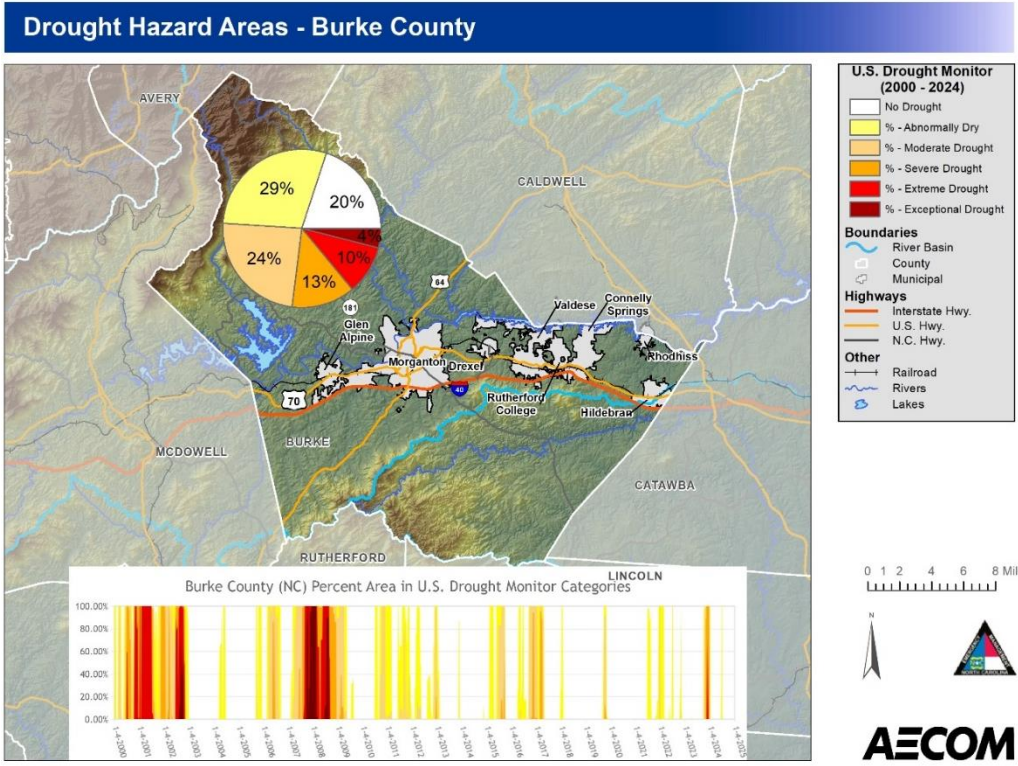 Drought Hazard Areas - Burke County
AVERY
CALDWELL
29%
20%
4%
24%
10%
13%
64
181
Glen
Alpine
Valdese
Connelly
Springs
Morganton
Drexel
Rhodhiss
40
70
Rutherford
College
Hildebran
BURKE
MCDOWELL
CATAWBA
RUTHERFORD
LINCOLN
U.S. Drought Monitor
(2000 - 2024)
No Drought
% - Abnormally Dry
% - Moderate Drought
% - Severe Drought
% - Extreme Drought
% - Exceptional Drought
Boundaries
River Basin
County
Municipal
Highways
Interstate Hwy.
U.S. Hwy.
N.C. Hwy.
Other
Railroad
Rivers
Lakes
0 1 2 4 6 8 Mil
N
EMERGENCY
MANAGEMENT
NORTH CAROLINA
AECOM
Burke County (NC) Percent Area in U.S. Drought Monitor Categories
100.00%
80.00%
60.00%
40.00%
20.00%
0.00%
1-4-2000
1-4-2001
1-4-2002
1-4-2003
1-4-2004
1-4-2005
1-4-2006
1-4-2007
1-4-2008
1-4-2009
1-4-2010
1-4-2011
1-4-2012
1-4-2013
1-4-2014
1-4-2015
1-4-2016
1-4-2017
1-4-2018
1-4-2019
1-4-2020
1-4-2021
1-4-2022
1-4-2023
1-4-2024
1-4-2025